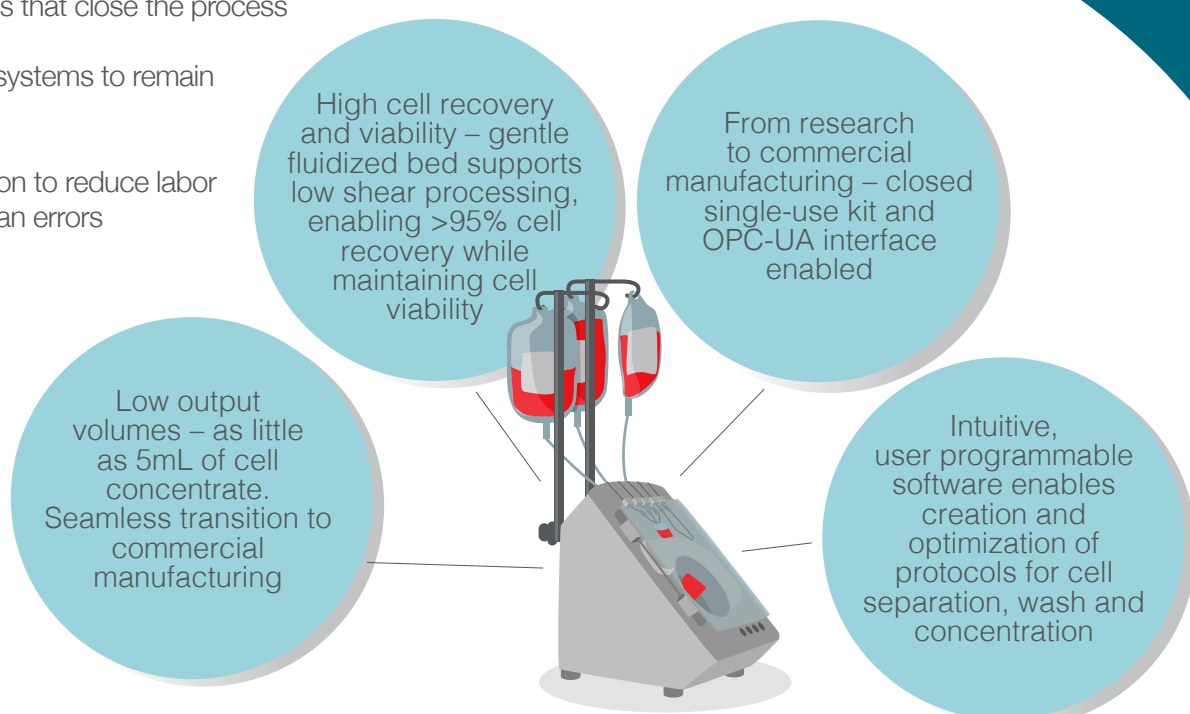 s that close the process
systems to remain
on to reduce labor
an errors
High cell recovery
and viability – gentle
fluidized bed supports
low shear processing,
enabling >95% cell
recovery while
maintaining cell
viability
From research
to commercial
manufacturing – closed
single-use kit and
OPC-UA interface
enabled
Low output
volumes – as little
as 5mL of cell
concentrate.
Seamless transition to
commercial
manufacturing
Intuitive,
user programmable
software enables
creation and
optimization of
protocols for cell
separation, wash and
concentration